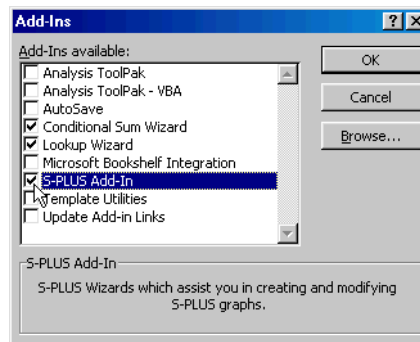 Add-Ins
Add-Ins available:
Analysis ToolPak
Analysis ToolPak - VBA
AutoSave
Conditional Sum Wizard
Lookup Wizard
Microsoft Bookshelf Integration
S-PLUS Add-In
Template Utilities
Update Add-in Links
OK
Cancel
Browse...
S-PLUS Add-In
S-PLUS Wizards which assist you in creating and modifying
S-PLUS graphs.